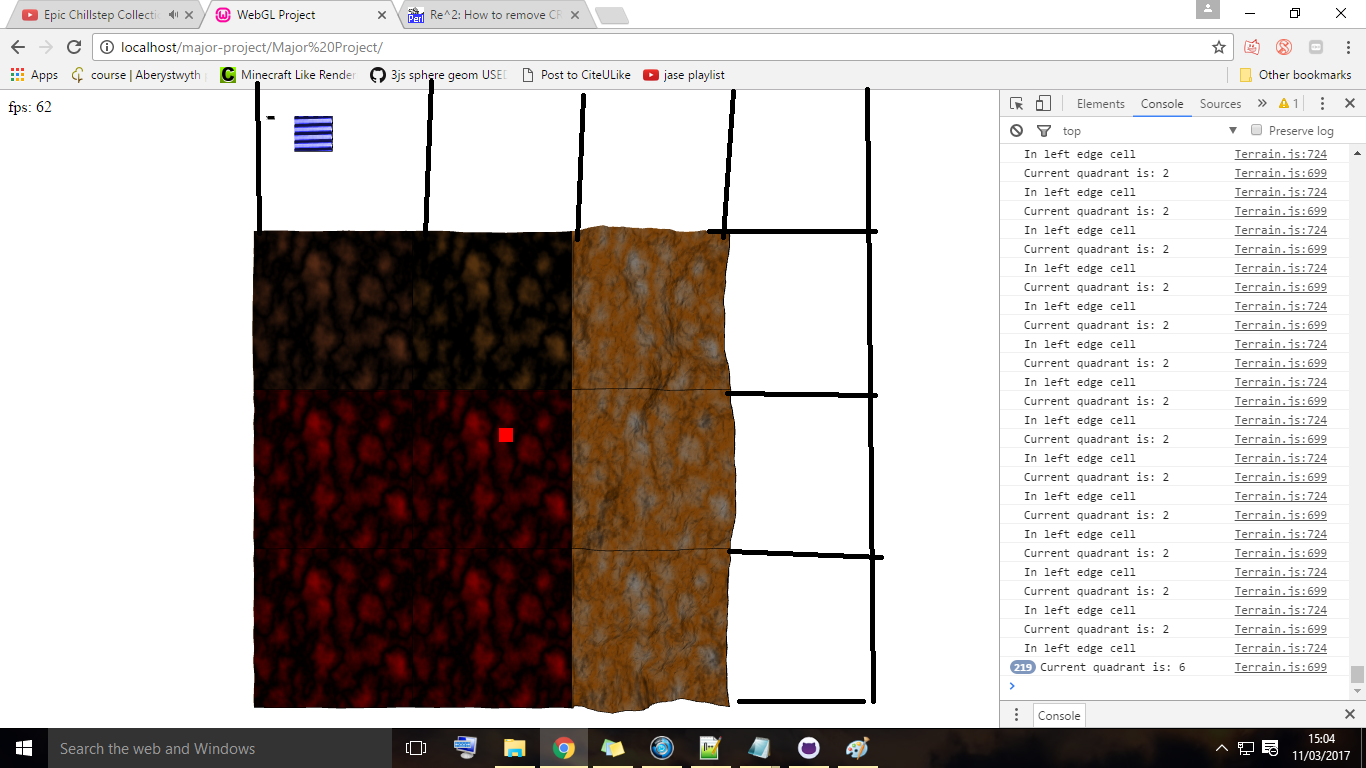 Epic Chillstep Collecti
WebGL Project
Re^2: How to remove CR
localhost/major-project/Major%20Project/
Apps
course | Aberystwyth
Minecraft Like Render
3js sphere geom USED
Post to CiteULike
jase playlist
Other bookmarks
fps: 62
Elements
Console
Sources
1
top
Preserve log
In left edge cell Terrain.js:724
Current quadrant is: 2 Terrain.js:699
In left edge cell Terrain.js:724
Current quadrant is: 2 Terrain.js:699
In left edge cell Terrain.js:724
Current quadrant is: 2 Terrain.js:699
In left edge cell Terrain.js:724
Current quadrant is: 2 Terrain.js:699
In left edge cell Terrain.js:724
Current quadrant is: 2 Terrain.js:699
In left edge cell Terrain.js:724
Current quadrant is: 2 Terrain.js:699
In left edge cell Terrain.js:724
Current quadrant is: 2 Terrain.js:699
In left edge cell Terrain.js:724
Current quadrant is: 2 Terrain.js:699
In left edge cell Terrain.js:724
Current quadrant is: 2 Terrain.js:699
In left edge cell Terrain.js:724
Current quadrant is: 2 Terrain.js:699
In left edge cell Terrain.js:724
Current quadrant is: 2 Terrain.js:699
In left edge cell Terrain.js:724
Current quadrant is: 2 Terrain.js:699
In left edge cell Terrain.js:724
Current quadrant is: 2 Terrain.js:699
In left edge cell Terrain.js:724
219 Current quadrant is: 6 Terrain.js:699
Console
Search the web and Windows
15:04
11/03/2017